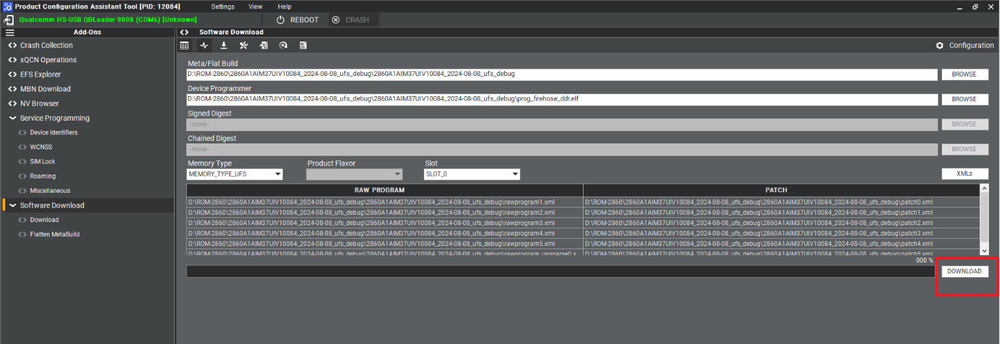 Product Configuration Assistant Tool [PID: 12084] Settings View Help
Qualcomm HS-USB QDLoader 9008 (COM6) [Unknown] REBOOT CRASH
Add-Ons
Crash Collection
xQCN Operations
EFS Explorer
MBN Download
NV Browser
Service Programming
Device Identifiers
WCNSS
SIM Lock
Roaming
Miscellaneous
Software Download
Download
Flatten MetaBuild
Software Download
Configuration
Meta/Flat Build
D:\ROM-2860\2860A1AIM37UIV10084_2024-08-08_ufs_debug\2860A1AIM37UIV10084_2024-08-08_ufs_debug BROWSE
Device Programmer
D:\ROM-2860\2860A1AIM37UIV10084_2024-08-08_ufs_debug\2860A1AIM37UIV10084_2024-08-08_ufs_debug\prog_firehose_ddr.elf BROWSE
Signed Digest
--none-- BROWSE
Chained Digest
--none-- BROWSE
Memory Type Product Flavor Slot
MEMORY_TYPE_UFS SLOT_0 XMLs
RAW PROGRAM PATCH
D:\ROM-2860\2860A1AIM37UIV10084_2024-08-08_ufs_debug\2860A1AIM37UIV10084_2024-08-08_ufs_debug\rawprogram1.xml D:\ROM-2860\2860A1AIM37UIV10084_2024-08-08_ufs_debug\2860A1AIM37UIV10084_2024-08-08_ufs_debug\patch0.xml
D:\ROM-2860\2860A1AIM37UIV10084_2024-08-08_ufs_debug\2860A1AIM37UIV10084_2024-08-08_ufs_debug\rawprogram2.xml D:\ROM-2860\2860A1AIM37UIV10084_2024-08-08_ufs_debug\2860A1AIM37UIV10084_2024-08-08_ufs_debug\patch1.xml
D:\ROM-2860\2860A1AIM37UIV10084_2024-08-08_ufs_debug\2860A1AIM37UIV10084_2024-08-08_ufs_debug\rawprogram3.xml D:\ROM-2860\2860A1AIM37UIV10084_2024-08-08_ufs_debug\2860A1AIM37UIV10084_2024-08-08_ufs_debug\patch2.xml
D:\ROM-2860\2860A1AIM37UIV10084_2024-08-08_ufs_debug\2860A1AIM37UIV10084_2024-08-08_ufs_debug\rawprogram4.xml D:\ROM-2860\2860A1AIM37UIV10084_2024-08-08_ufs_debug\2860A1AIM37UIV10084_2024-08-08_ufs_debug\patch3.xml
D:\ROM-2860\2860A1AIM37UIV10084_2024-08-08_ufs_debug\2860A1AIM37UIV10084_2024-08-08_ufs_debug\rawprogram5.xml D:\ROM-2860\2860A1AIM37UIV10084_2024-08-08_ufs_debug\2860A1AIM37UIV10084_2024-08-08_ufs_debug\patch4.xml
D:\ROM-2860\2860A1AIM37UIV10084_2024-08-08_ufs_debug\2860A1AIM37UIV10084_2024-08-08_ufs_debug\rawprogram_unsparse0.x D:\ROM-2860\2860A1AIM37UIV10084_2024-08-08_ufs_debug\2860A1AIM37UIV10084_2024-08-08_ufs_debug\patch5.xml
000 %
DOWNLOAD